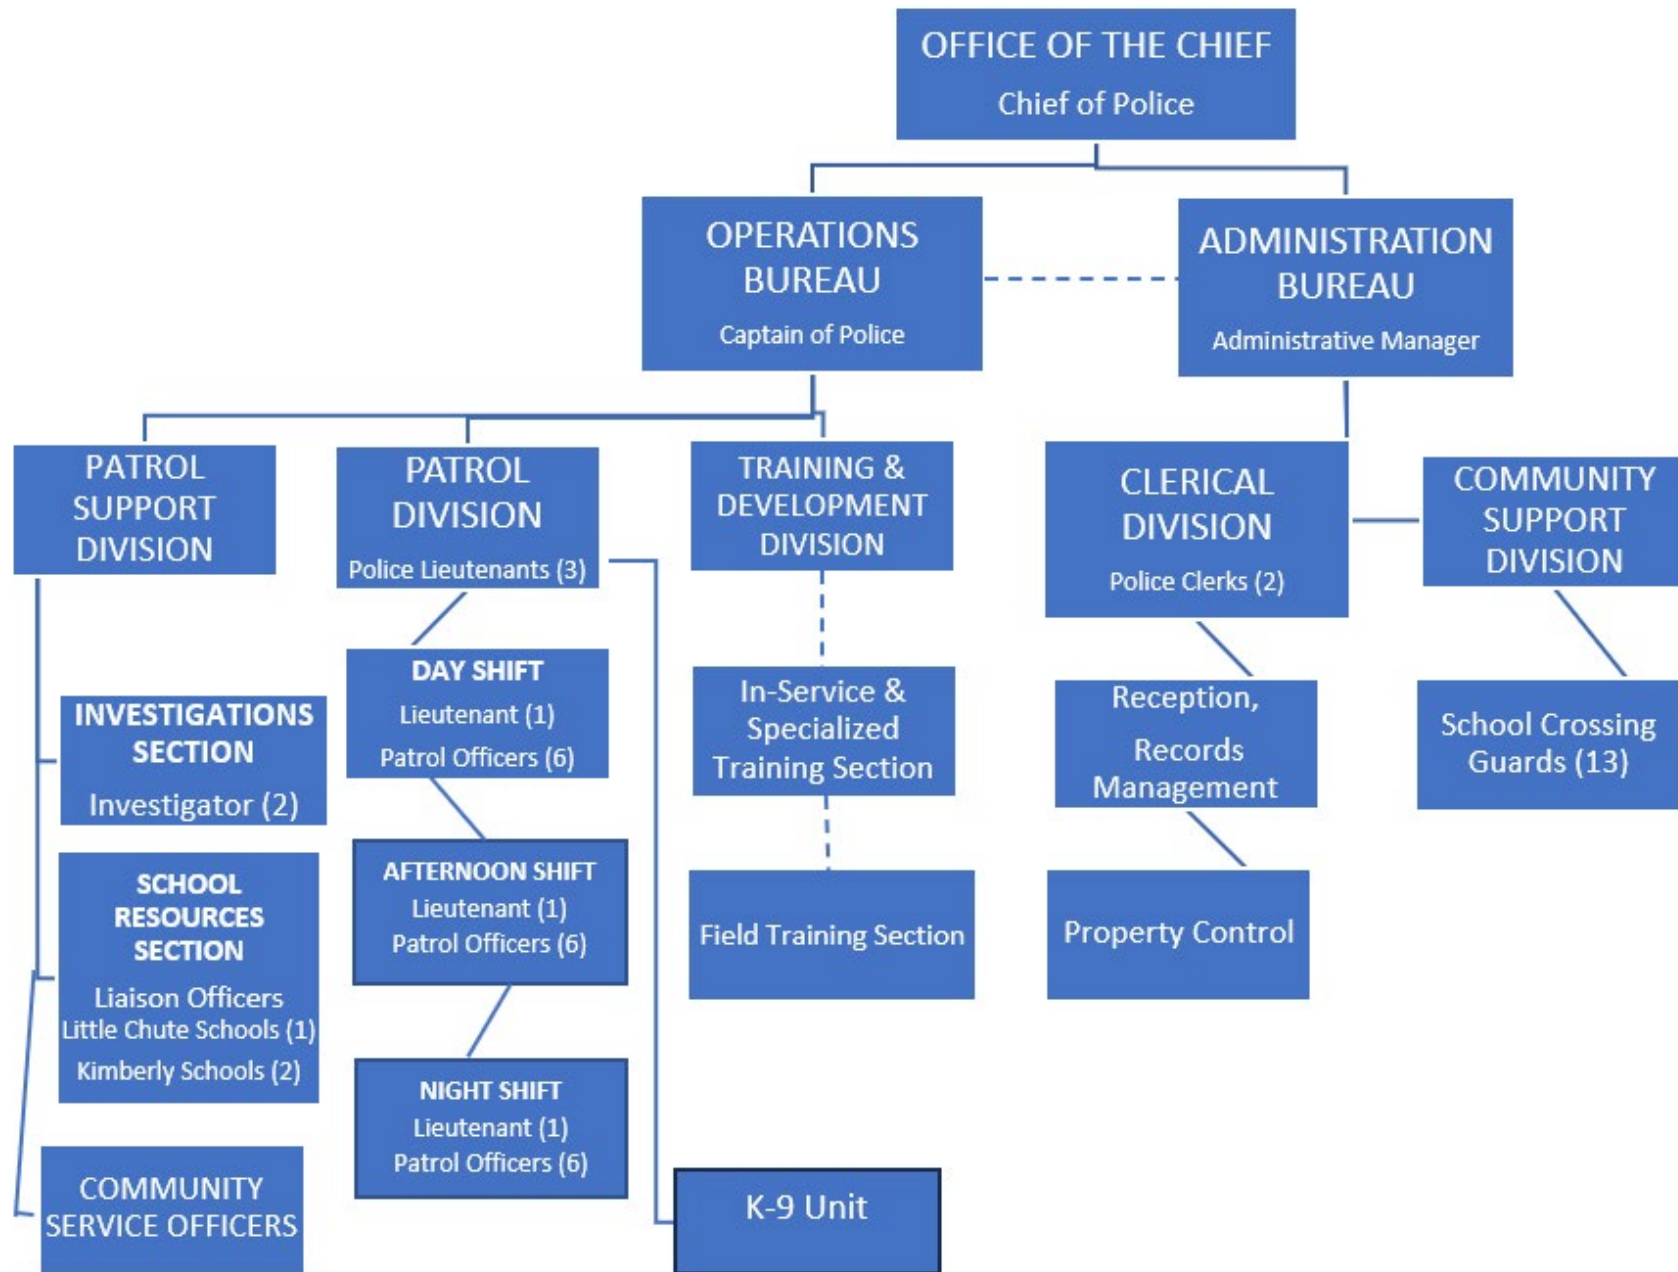 OFFICE OF THE CHIEF
Chief of Police
OPERATIONS
BUREAU
Captain of Police
ADMINISTRATION
BUREAU
Administrative Manager
PATROL
SUPPORT
DIVISION
PATROL
DIVISION
Police Lieutenants (3)
TRAINING &
DEVELOPMENT
DIVISION
CLERICAL
DIVISION
Police Clerks (2)
COMMUNITY
SUPPORT
DIVISION
INVESTIGATIONS
SECTION
Investigator (2)
DAY SHIFT
Lieutenant (1)
Patrol Officers (6)
In-Service &
Specialized
Training Section
Reception,
Records
Management
School Crossing
Guards (13)
SCHOOL
RESOURCES
SECTION
Liaison Officers
Little Chute Schools (1)
Kimberly Schools (2)
AFTERNOON SHIFT
Lieutenant (1)
Patrol Officers (6)
Field Training Section
Property Control
NIGHT SHIFT
Lieutenant (1)
Patrol Officers (6)
COMMUNITY
SERVICE OFFICERS
K-9 Unit